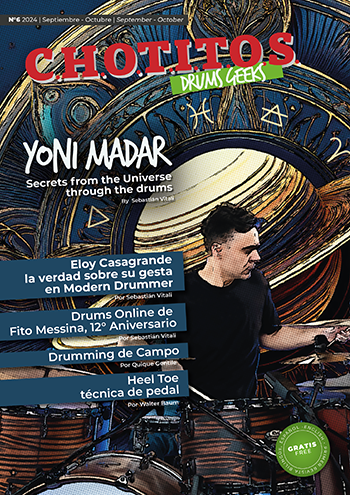 Nº6 2024 | Septiembre - Octubre | September - October
C.H.O.T.I.T.O.S.
DRUMS GEEKS
YONI MADAR
Secrets from the Universe
through the drums
By Sebastián Vitali
Eloy Casagrande
la verdad sobre su gesta
en Modern Drummer
Por Sebastián Vitali
Drums Online de
Fito Messina, 12º Aniversario
Por Sebastián Vitali
Drumming de Campo
Por Quique Gentile
Heel Toe
técnica de pedal
Por Walter Baum
GRATIS
FREE